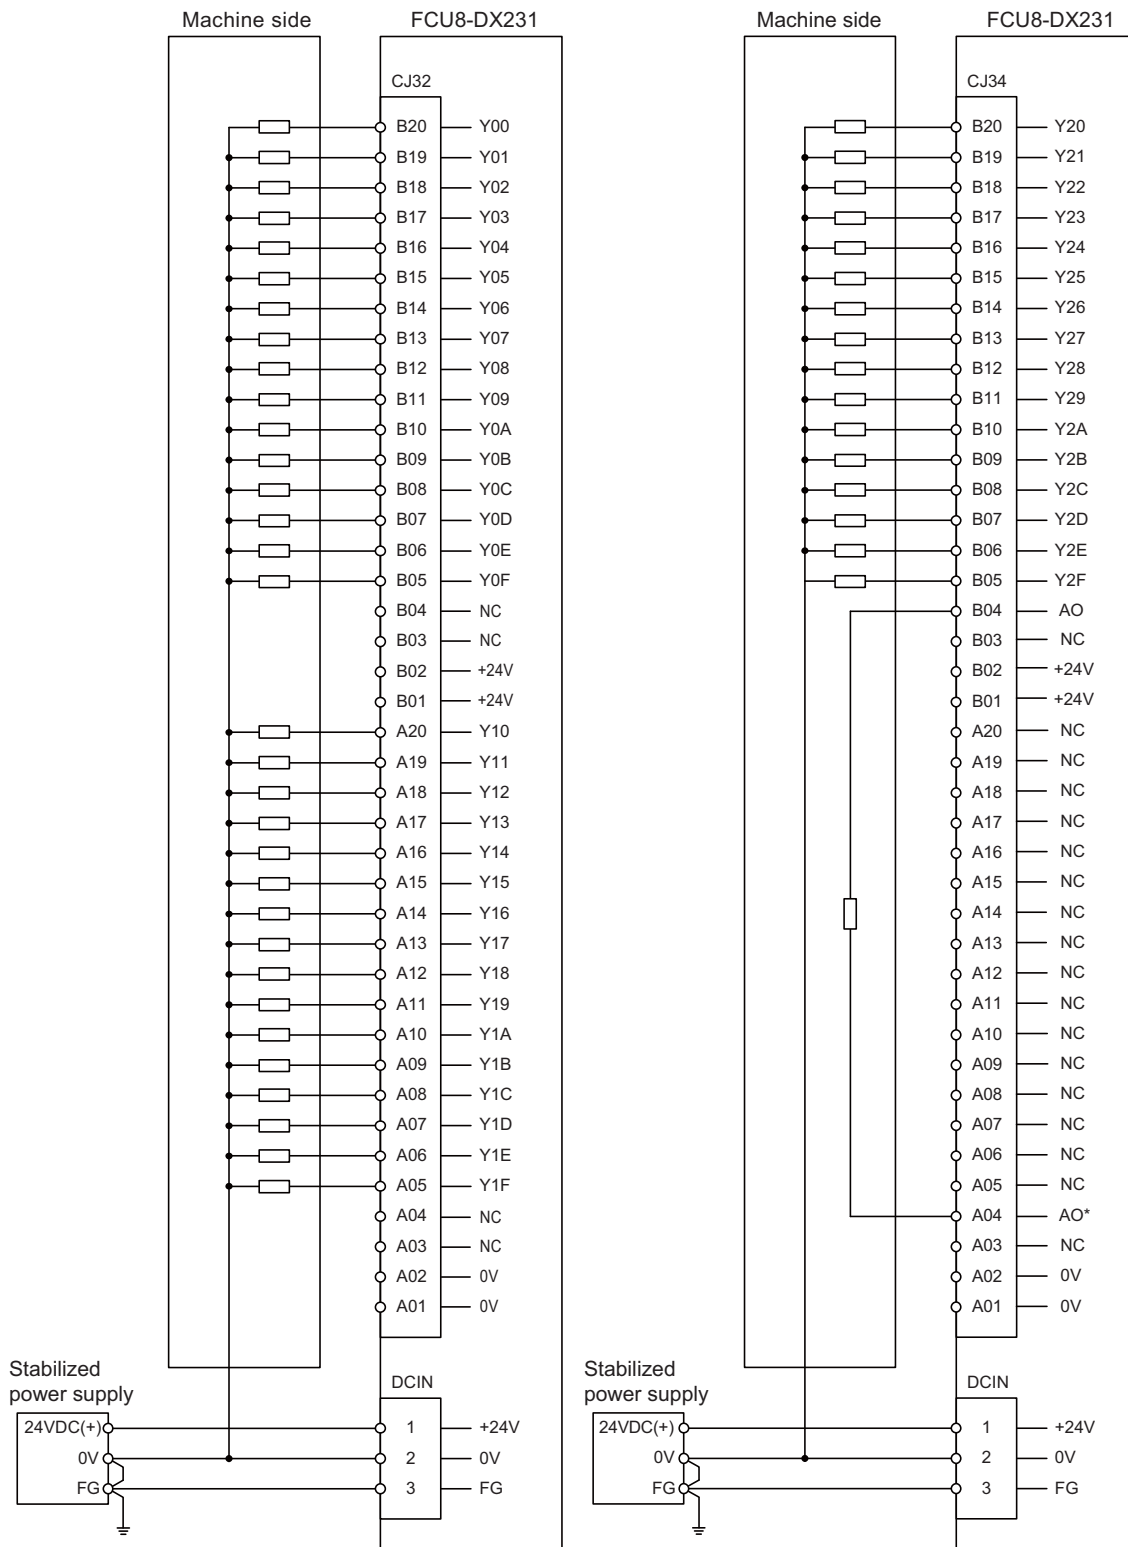 Machine side FCU8-DX231
CJ32
B20 Y00
B19 Y01
B18 Y02
B17 Y03
B16 Y04
B15 Y05
B14 Y06
B13 Y07
B12 Y08
B11 Y09
B10 Y0A
B09 Y0B
B08 Y0C
B07 Y0D
B06 Y0E
B05 Y0F
B04 NC
B03 NC
B02 +24V
B01 +24V
A20 Y10
A19 Y11
A18 Y12
A17 Y13
A16 Y14
A15 Y15
A14 Y16
A13 Y17
A12 Y18
A11 Y19
A10 Y1A
A09 Y1B
A08 Y1C
A07 Y1D
A06 Y1E
A05 Y1F
A04 NC
A03 NC
A02 0V
A01 0V
Stabilized
power supply
DCIN
24VDC(+) 1 +24V
0V 2 0V
FG 3 FG
Machine side FCU8-DX231
CJ34
B20 Y20
B19 Y21
B18 Y22
B17 Y23
B16 Y24
B15 Y25
B14 Y26
B13 Y27
B12 Y28
B11 Y29
B10 Y2A
B09 Y2B
B08 Y2C
B07 Y2D
B06 Y2E
B05 Y2F
B04 AO
B03 NC
B02 +24V
B01 +24V
A20 NC
A19 NC
A18 NC
A17 NC
A16 NC
A15 NC
A14 NC
A13 NC
A12 NC
A11 NC
A10 NC
A09 NC
A08 NC
A07 NC
A06 NC
A05 NC
A04 AO*
A03 NC
A02 0V
A01 0V
Stabilized
power supply
DCIN
24VDC(+) 1 +24V
0V 2 0V
FG 3 FG